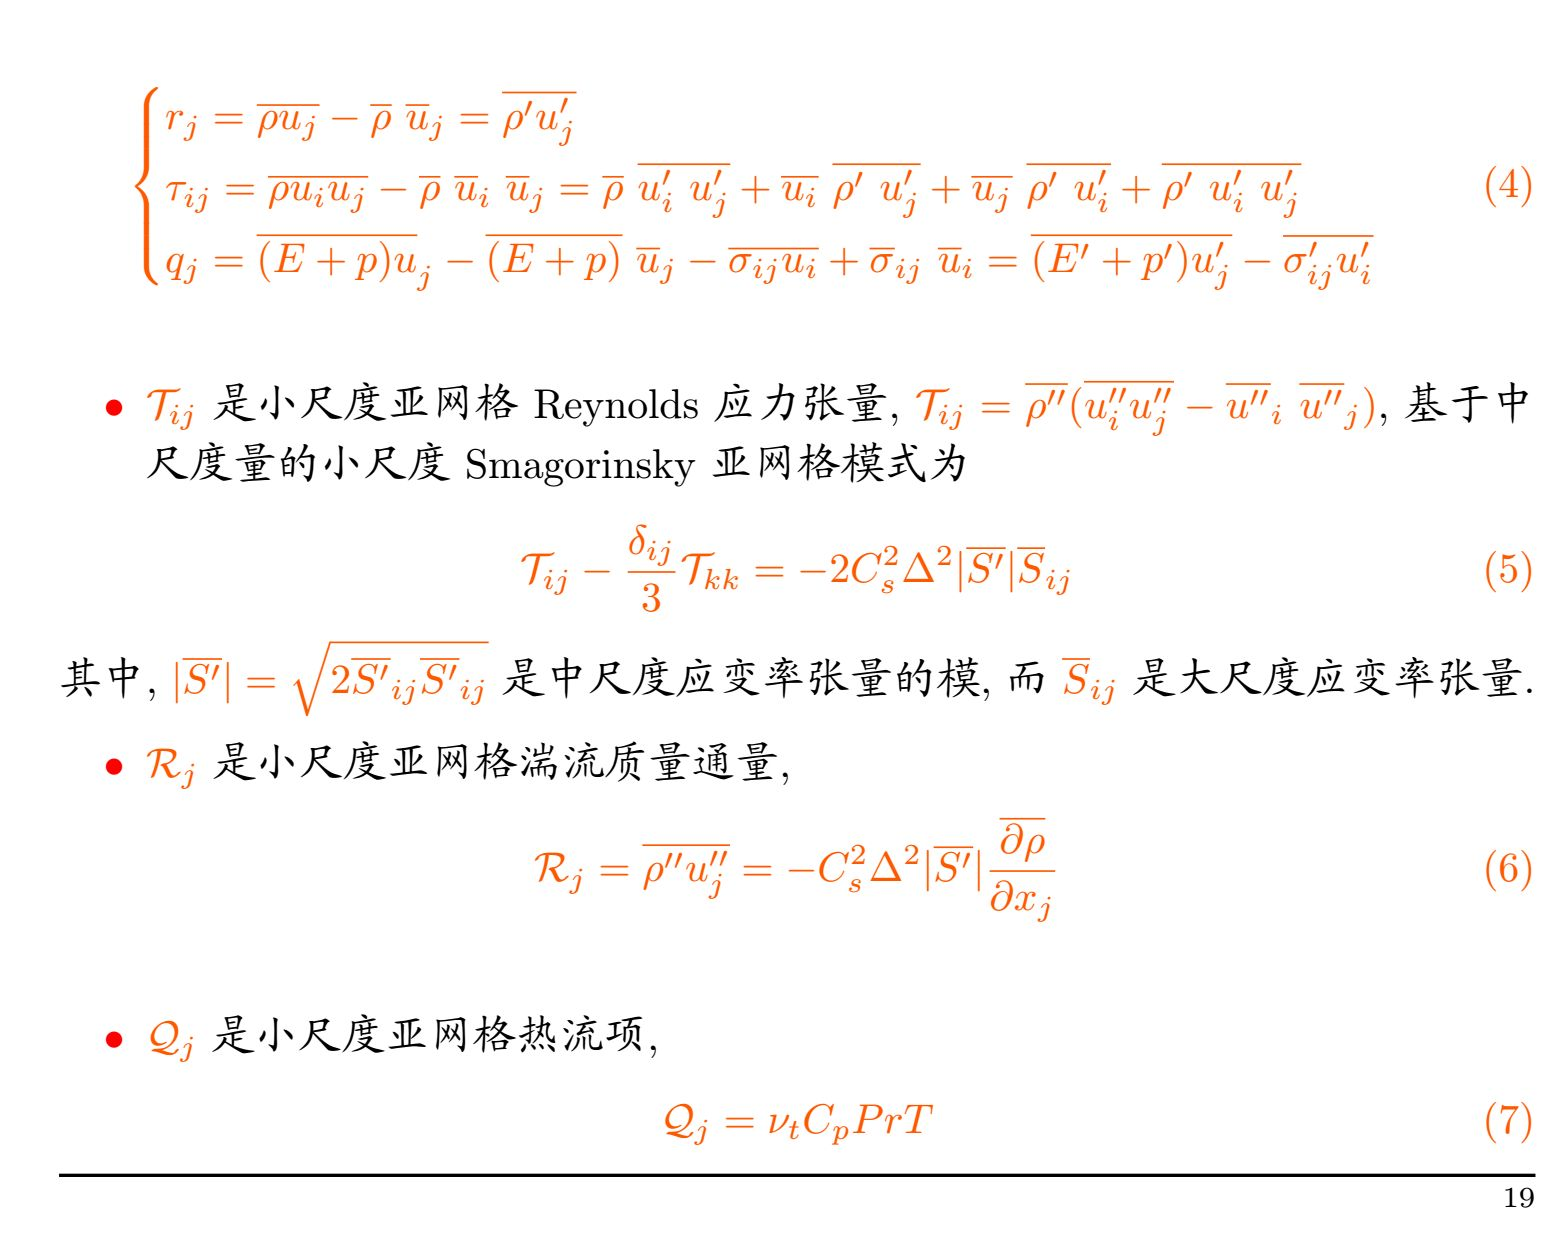 $$\begin{cases} r_j = \overline{\rho u_j} - \overline{\rho}\ \overline{u}_j = \overline{\rho' u'_j} \\ \tau_{ij} = \overline{\rho u_i u_j} - \overline{\rho}\ \overline{u}_i\ \overline{u}_j = \overline{\rho}\ \overline{u'_i\ u'_j} + \overline{u_i}\ \overline{\rho'\ u'_j} + \overline{u_j}\ \overline{\rho'\ u'_i} + \overline{\rho'\ u'_i\ u'_j} \\ q_j = \overline{(E+p)u}_j - \overline{(E+p)}\ \overline{u}_j - \overline{\sigma_{ij} u_i} + \overline{\sigma}_{ij}\ \overline{u}_i = \overline{(E'+p')u'_j} - \overline{\sigma'_{ij} u'_i} \end{cases} \quad (4)$$
• $\mathcal{T}_{ij}$ 是小尺度亚网格 Reynolds 应力张量, $\mathcal{T}_{ij} = \overline{\rho''}(\overline{u''_i u''_j} - \overline{u''}_i\ \overline{u''}_j)$, 基于中
尺度量的小尺度 Smagorinsky 亚网格模式为
$$\mathcal{T}_{ij} - \frac{\delta_{ij}}{3}\mathcal{T}_{kk} = -2C_s^2\Delta^2|\overline{S'}|\overline{S}_{ij} \quad (5)$$
其中, $|\overline{S'}| = \sqrt{2\overline{S'}_{ij}\overline{S'}_{ij}}$ 是中尺度应变率张量的模, 而 $\overline{S}_{ij}$ 是大尺度应变率张量.
• $\mathcal{R}_j$ 是小尺度亚网格湍流质量通量,
$$\mathcal{R}_j = \overline{\rho'' u''_j} = -C_s^2\Delta^2|\overline{S'}|\frac{\overline{\partial\rho}}{\partial x_j} \quad (6)$$
• $\mathcal{Q}_j$ 是小尺度亚网格热流项,
$$\mathcal{Q}_j = \nu_t C_p Pr T \quad (7)$$
19